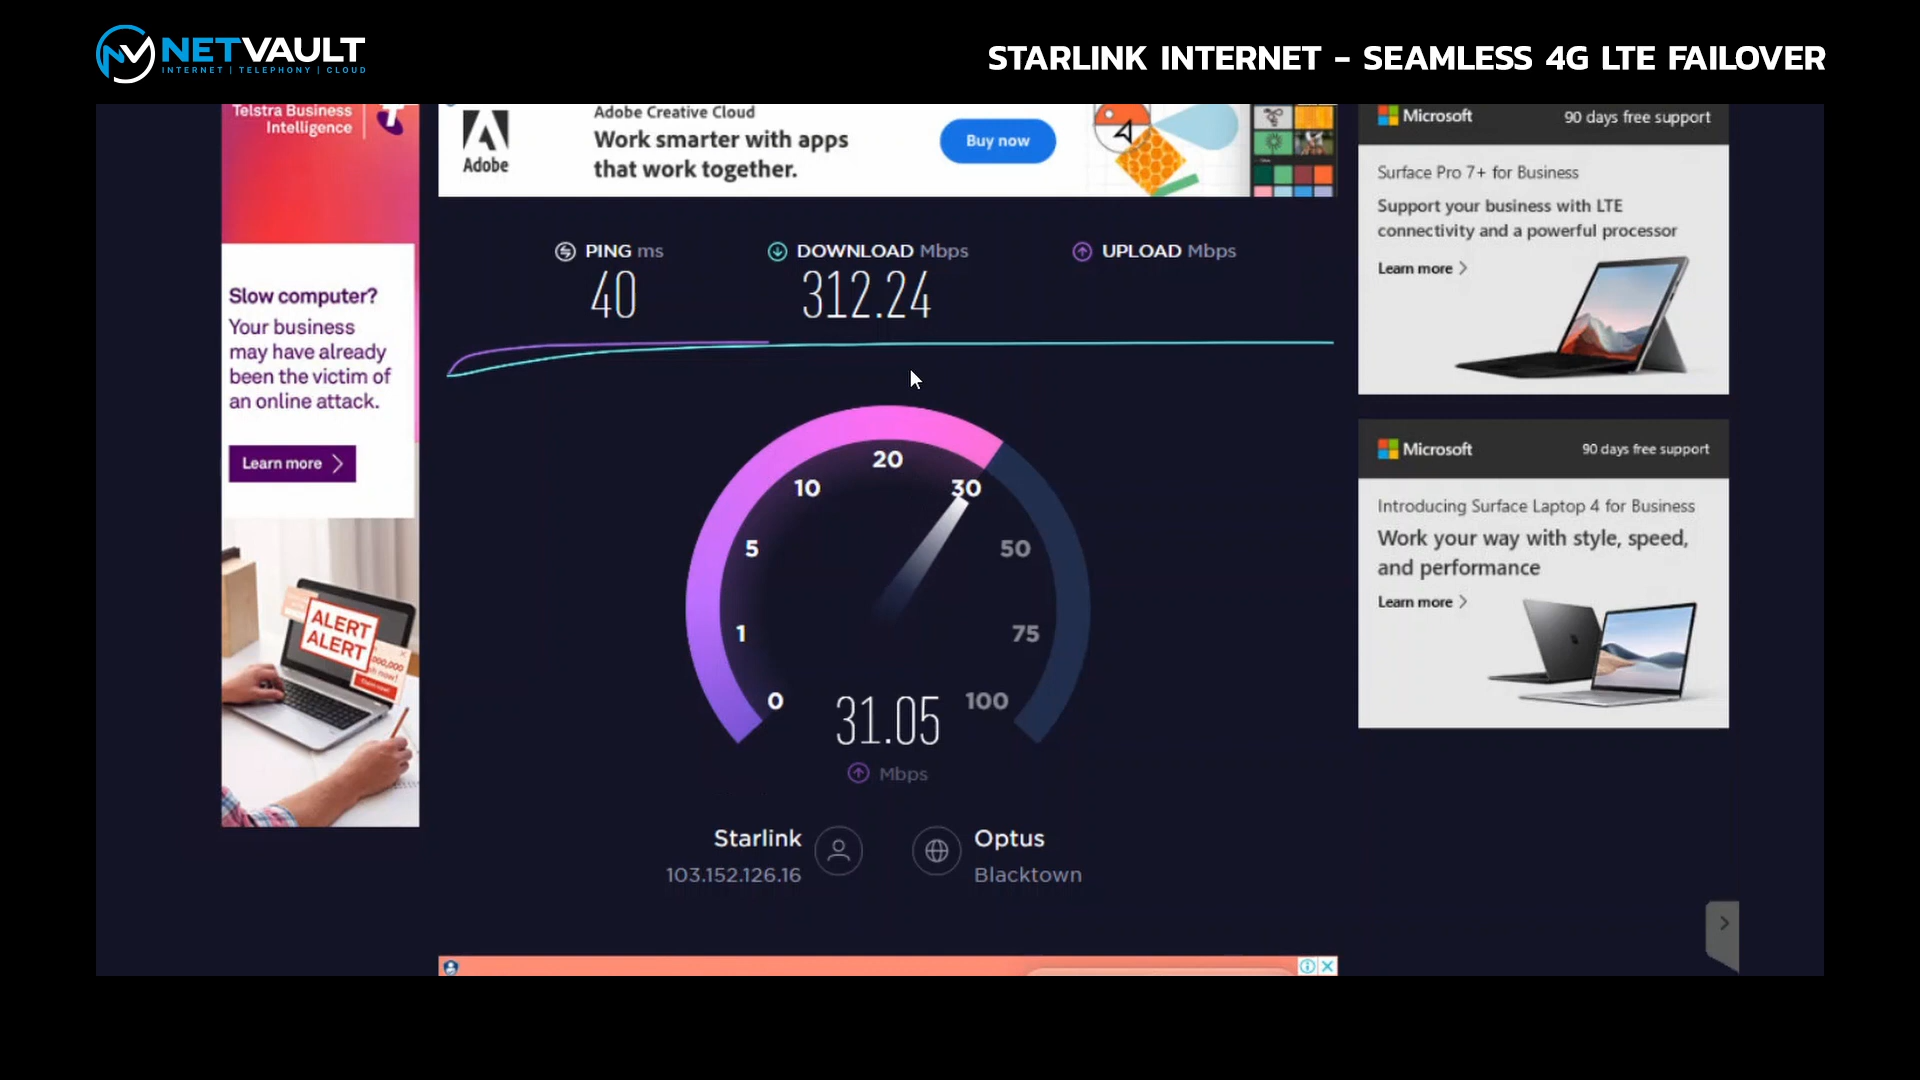 NETVAULT
INTERNET | TELEPHONY | CLOUD
STARLINK INTERNET – SEAMLESS 4G LTE FAILOVER
Telstra Business
Intelligence
Slow computer?
Your business
may have already
been the victim of
an online attack.
Learn more
ALERT
ALERT
Adobe
Adobe Creative Cloud
Work smarter with apps
that work together.
Buy now
PING ms
40
DOWNLOAD Mbps
312.24
UPLOAD Mbps
0
1
5
10
20
30
50
75
100
31.05
Mbps
Starlink
103.152.126.16
Optus
Blacktown
Microsoft
90 days free support
Surface Pro 7+ for Business
Support your business with LTE
connectivity and a powerful processor
Learn more
Microsoft
90 days free support
Introducing Surface Laptop 4 for Business
Work your way with style, speed,
and performance
Learn more